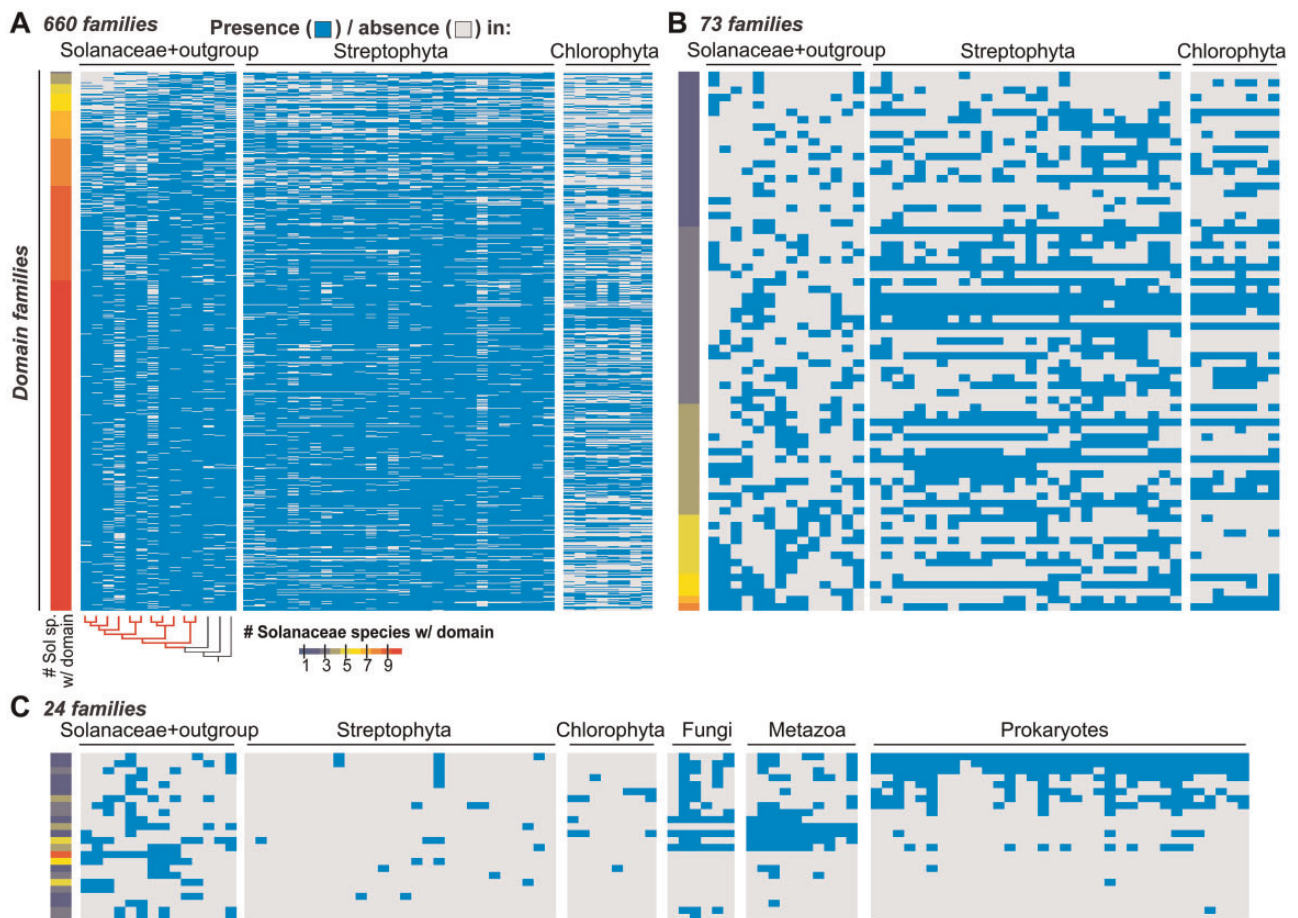 A 660 families
Presence ( ) / absence ( ) in:
Solanaceae+outgroup Streptophyta Chlorophyta
Domain families
# Sol sp.
w/ domain
# Solanaceae species w/ domain
1 3 5 7 9
B 73 families
Solanaceae+outgroup Streptophyta Chlorophyta
C 24 families
Solanaceae+outgroup Streptophyta Chlorophyta Fungi Metazoa Prokaryotes